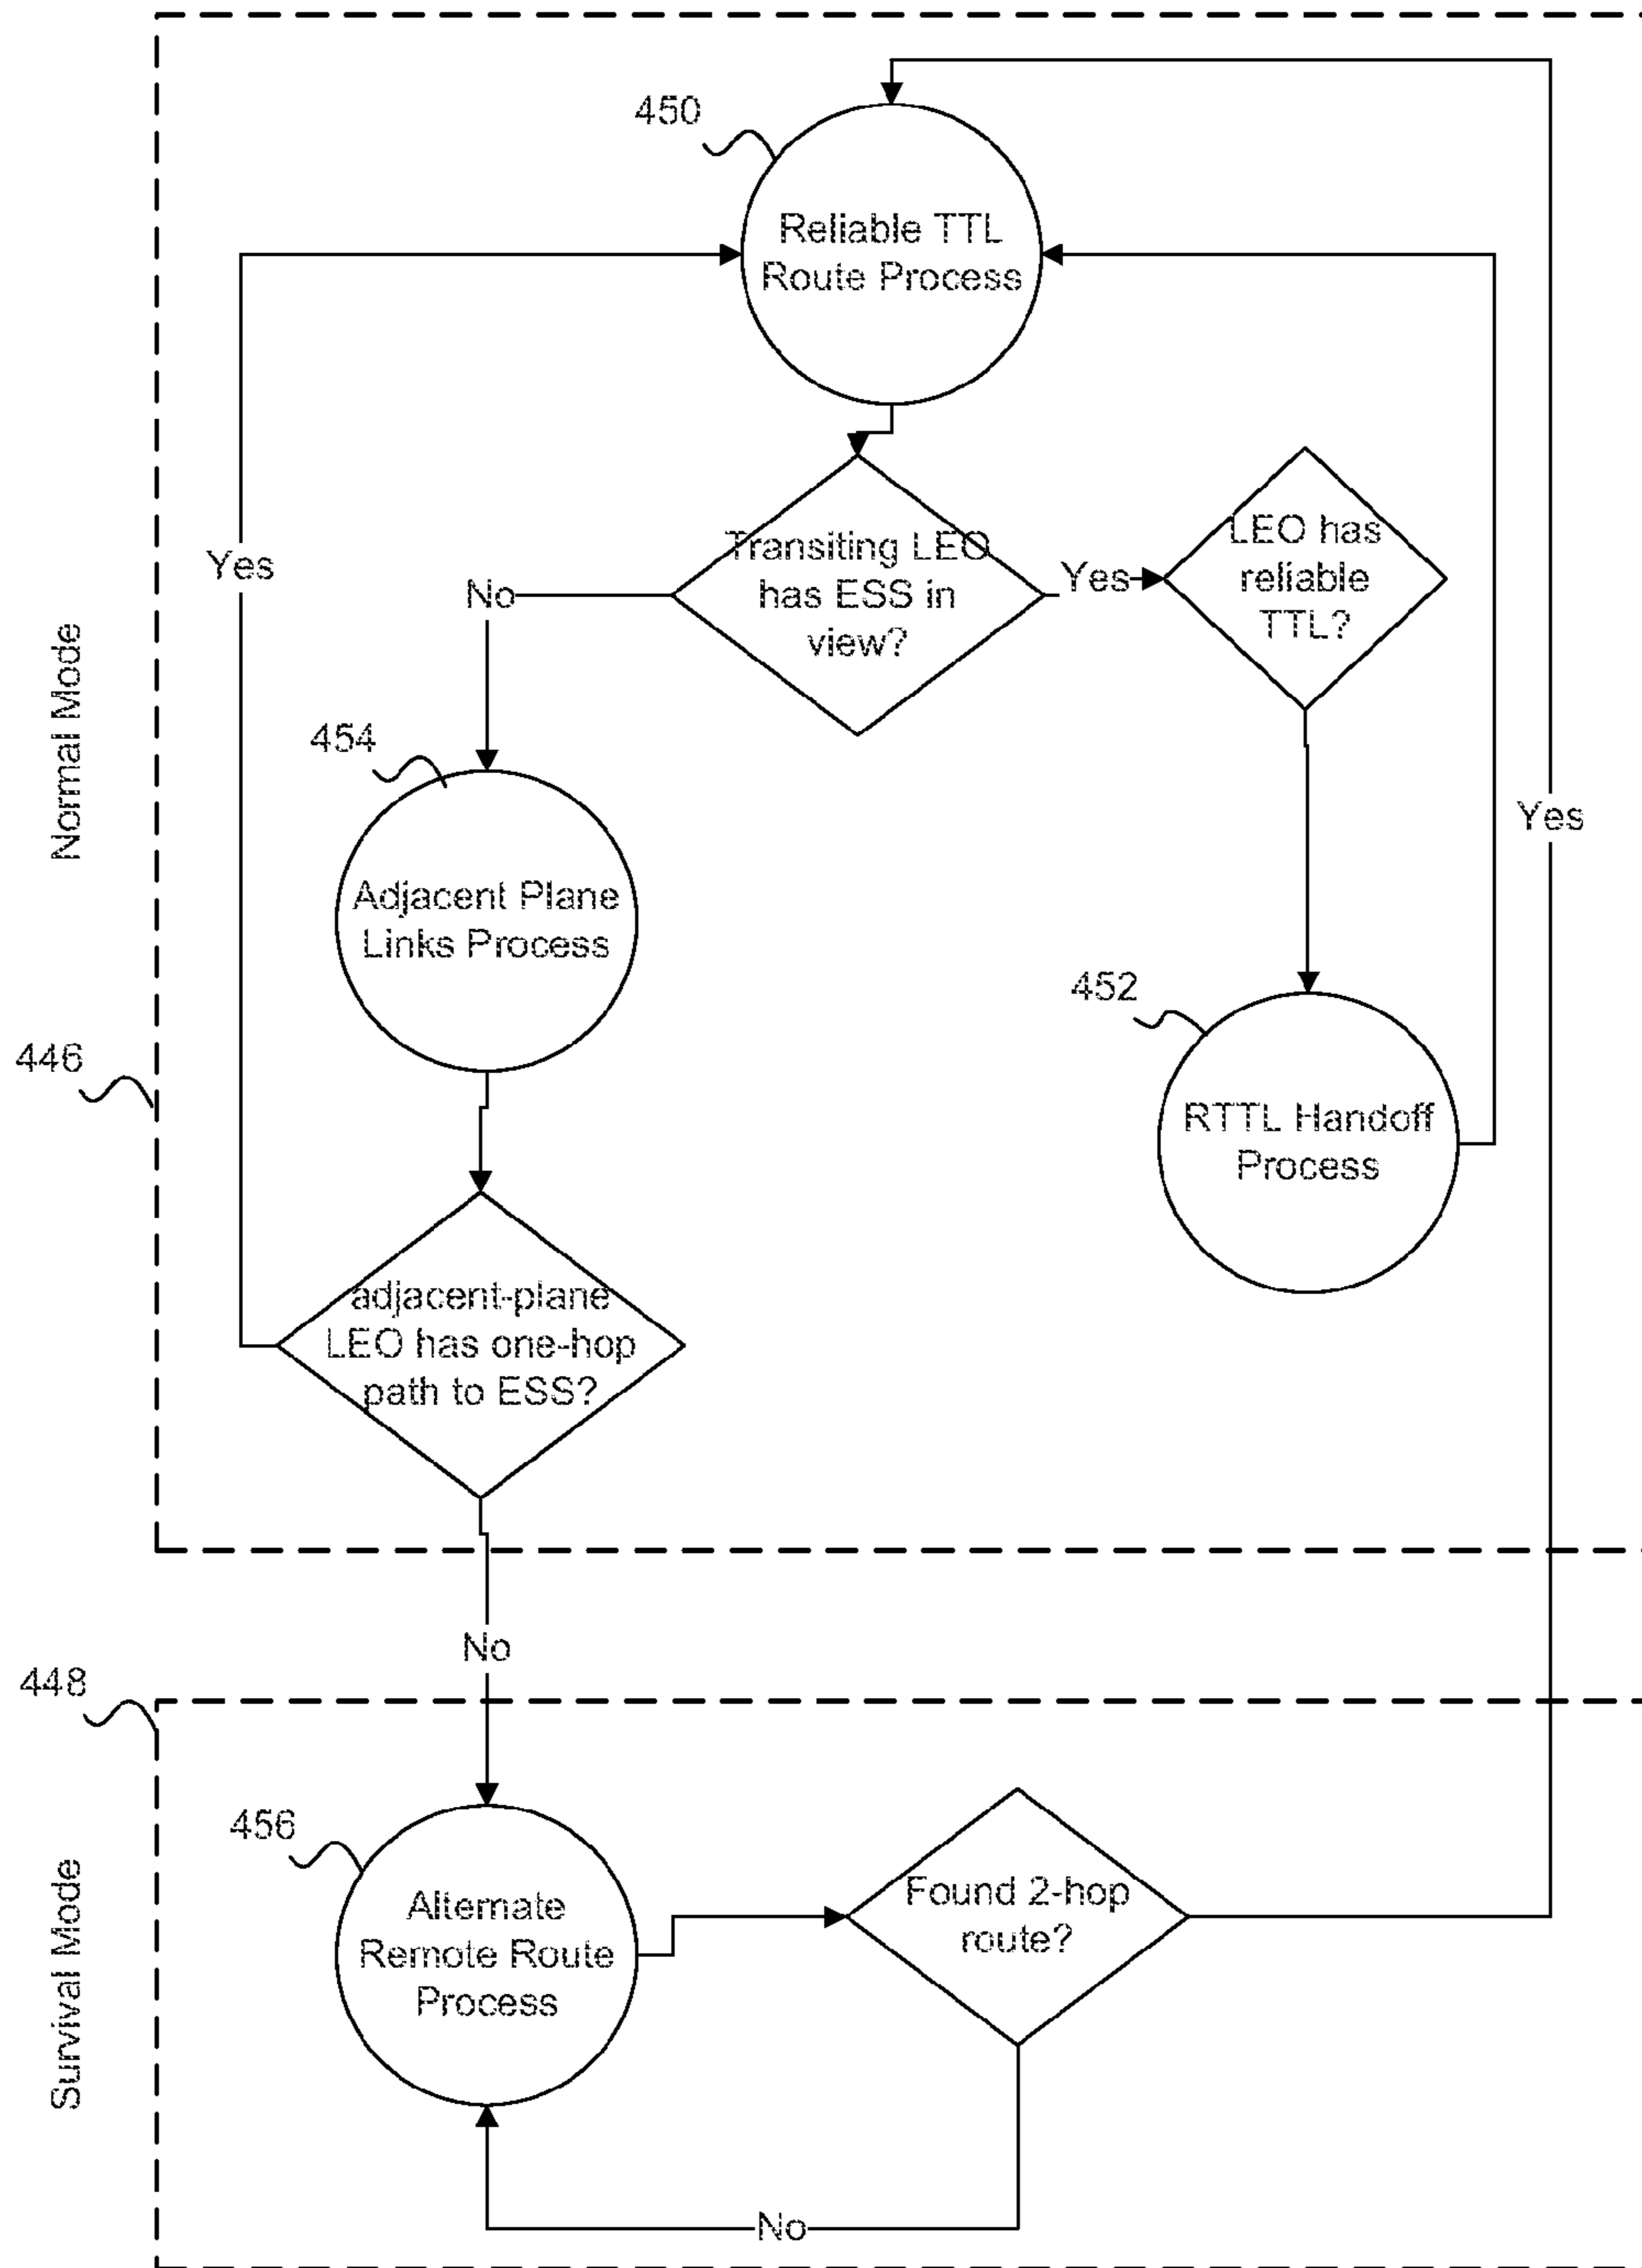 450
Reliable TTL
Route Process
Transiting LEO
has ESS in
view?
Yes
LEO has
reliable
TTL?
No
Yes
Yes
Normal Mode
454
Adjacent Plane
Links Process
452
RTTL Handoff
Process
446
adjacent-plane
LEO has one-hop
path to ESS?
No
448
Survival Mode
456
Alternate
Remote Route
Process
Found 2-hop
route?
No